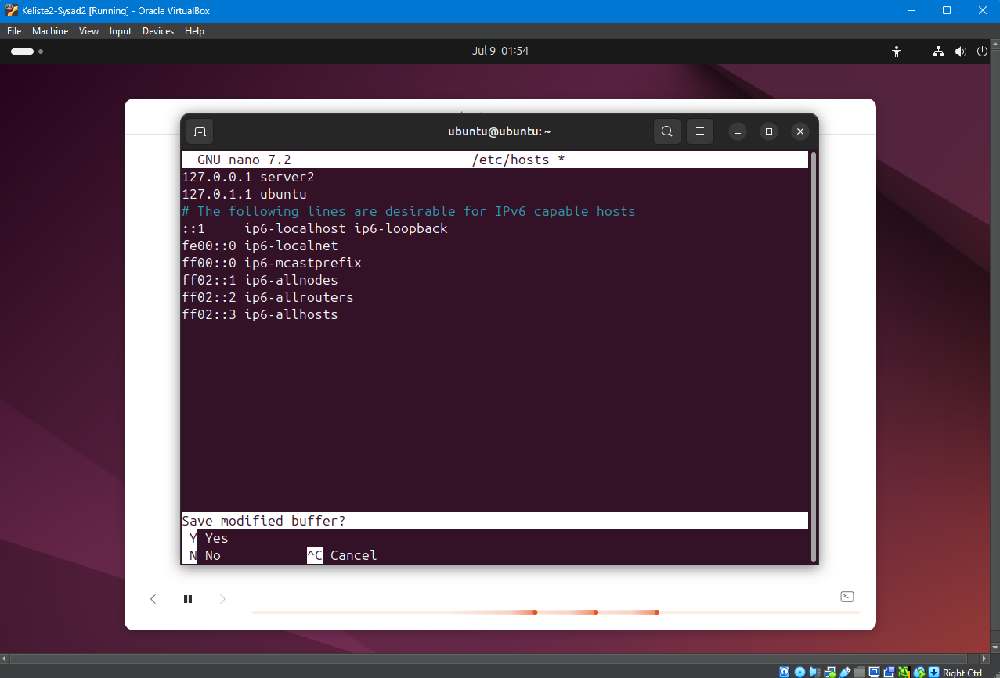 Keliste2-Sysad2 [Running] - Oracle VirtualBox
File Machine View Input Devices Help
Jul 9 01:54
ubuntu@ubuntu: ~
GNU nano 7.2 /etc/hosts *
127.0.0.1 server2
127.0.1.1 ubuntu
# The following lines are desirable for IPv6 capable hosts
::1     ip6-localhost ip6-loopback
fe00::0 ip6-localnet
ff00::0 ip6-mcastprefix
ff02::1 ip6-allnodes
ff02::2 ip6-allrouters
ff02::3 ip6-allhosts
Save modified buffer?
Y Yes
N No ^C Cancel
Right Ctrl